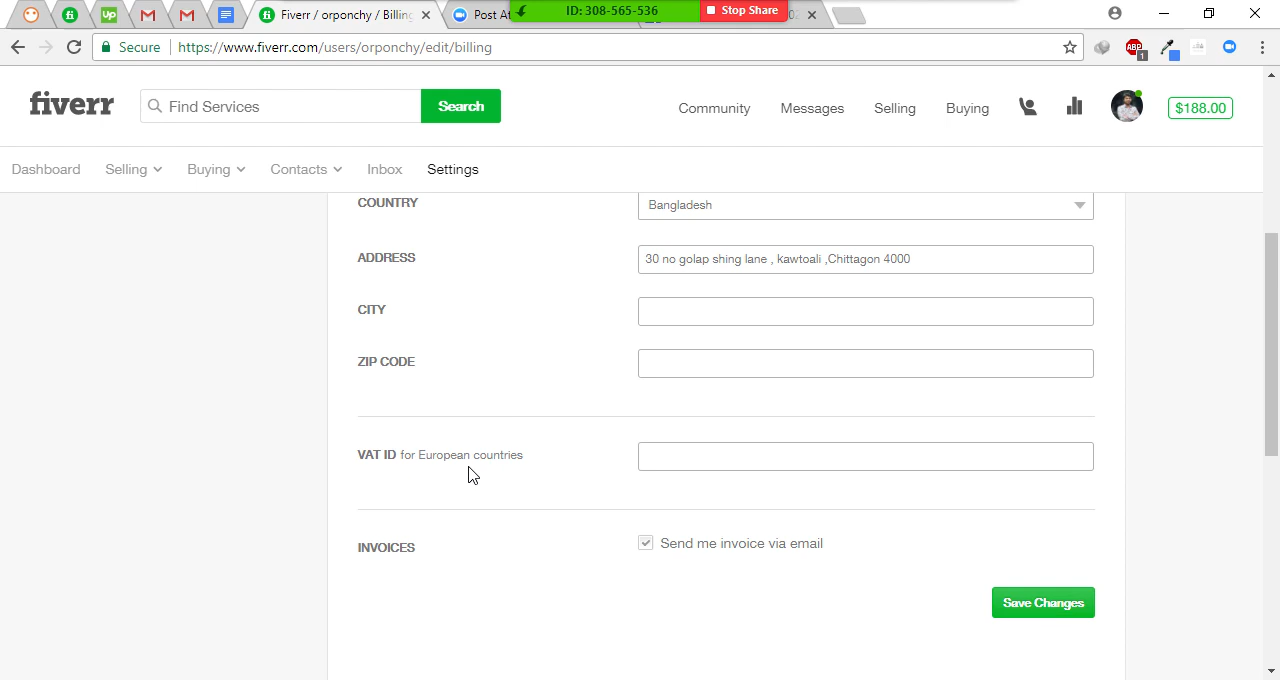 Fiverr / orponchy / Billing
Post At
ID: 308-565-536
Stop Share
Secure
https://www.fiverr.com/users/orponchy/edit/billing
ABP
1
fiverr
Find Services
Search
Community
Messages
Selling
Buying
$188.00
Dashboard
Selling
Buying
Contacts
Inbox
Settings
COUNTRY
Bangladesh
ADDRESS
30 no golap shing lane , kawtoali ,Chittagon 4000
CITY
ZIP CODE
VAT ID for European countries
INVOICES
Send me invoice via email
Save Changes